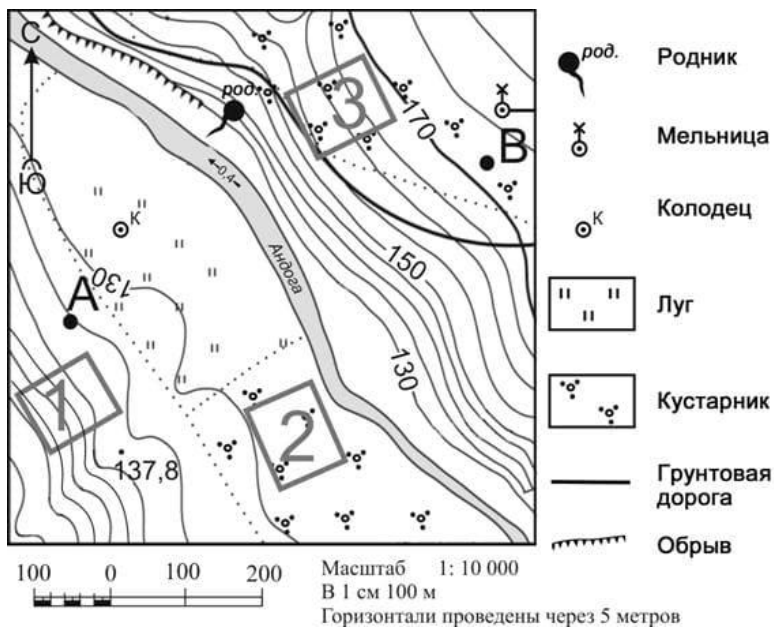 С
Ю
род.
3
170
В
0,4
К
Андога
130
А
150
130
1
2
137,8
род.
Родник
Мельница
К
Колодец
Луг
Кустарник
Грунтовая
дорога
Обрыв
100 0 100 200
Масштаб 1: 10 000
В 1 см 100 м
Горизонтали проведены через 5 метров